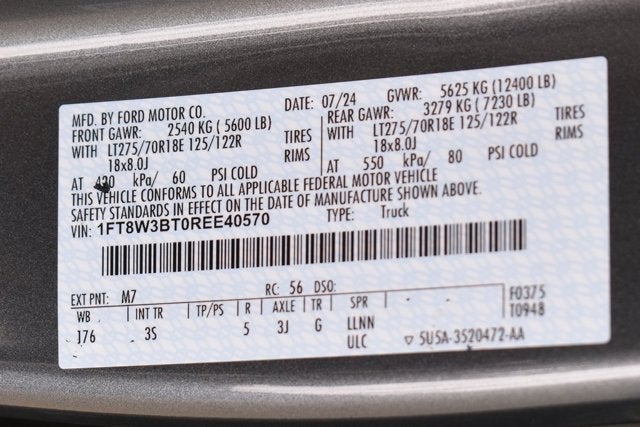 MFD. BY FORD MOTOR CO. DATE: 07/24 GVWR: 5625 KG (12400 LB)
FRONT GAWR: 2540 KG (5600 LB) REAR GAWR: 3279 KG (7230 LB)
WITH LT275/70R18E 125/122R TIRES WITH LT275/70R18E 125/122R TIRES
18x8.0J RIMS 18x8.0J RIMS
AT kPa/ 60 PSI COLD AT 550 kPa/ 80 PSI COLD
THIS VEHICLE CONFORMS TO ALL APPLICABLE FEDERAL MOTOR VEHICLE
SAFETY STANDARDS IN EFFECT ON THE DATE OF MANUFACTURE SHOWN ABOVE.
VIN: 1FT8W3BT0REE40570 TYPE: Truck
EXT PNT: M7 RC: 56 DSO:
WB INT TR TP/PS R AXLE TR SPR - - F0375
176 3S 5 3J G LLNN T0948
ULC ▽ 5U5A-3520472-AA